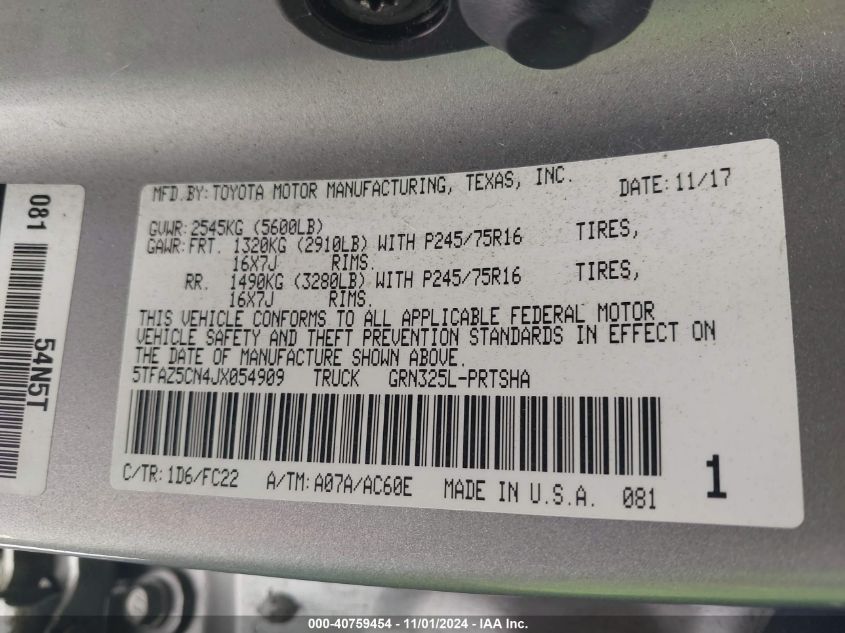 MFD.BY:TOYOTA MOTOR MANUFACTURING, TEXAS, INC. DATE:11/17
GVWR:2545KG (5600LB)
GAWR:FRT. 1320KG (2910LB) WITH P245/75R16 TIRES,
16X7J RIMS.
RR. 1490KG (3280LB) WITH P245/75R16 TIRES,
16X7J RIMS.
THIS VEHICLE CONFORMS TO ALL APPLICABLE FEDERAL MOTOR
VEHICLE SAFETY AND THEFT PREVENTION STANDARDS IN EFFECT ON
THE DATE OF MANUFACTURE SHOWN ABOVE.
5TFAZ5CN4JX054909 TRUCK GRN325L-PRTSHA
C/TR:1D6/FC22 A/TM:A07A/AC60E MADE IN U.S.A. 081 1
081 54N5T
000-40759454 - 11/01/2024 - IAA Inc.